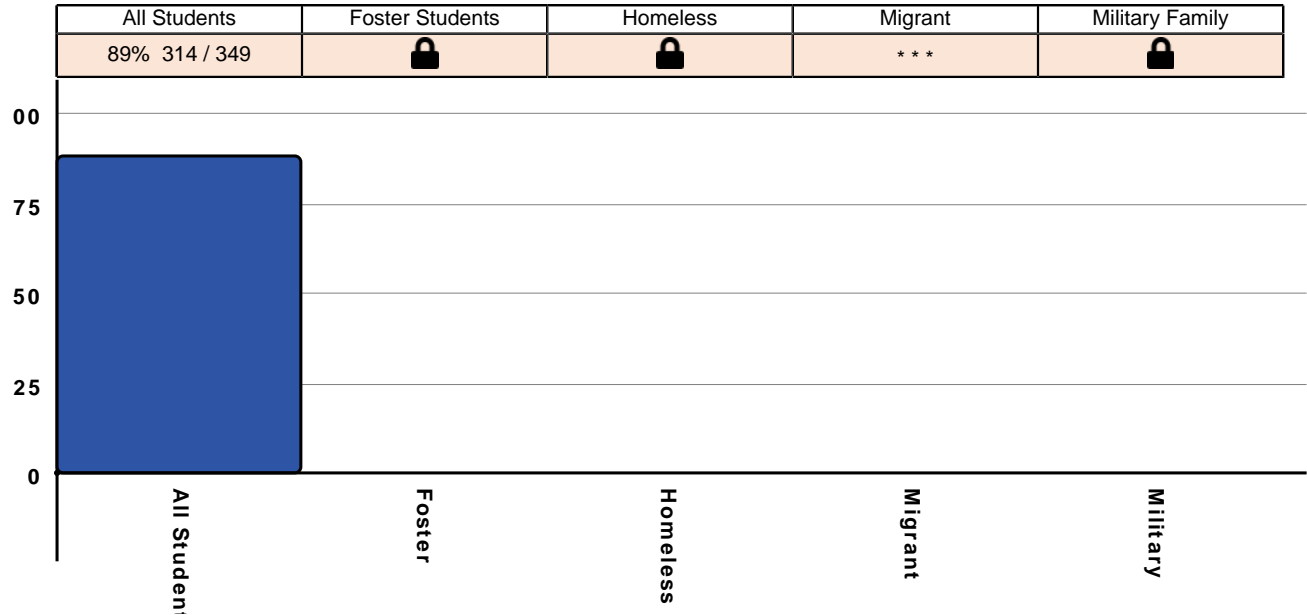 All Students Foster Students Homeless Migrant Military Family
89% 314 / 349 * * *
00
75
50
25
0
All Student
Foster
Homeless
Migrant
Military